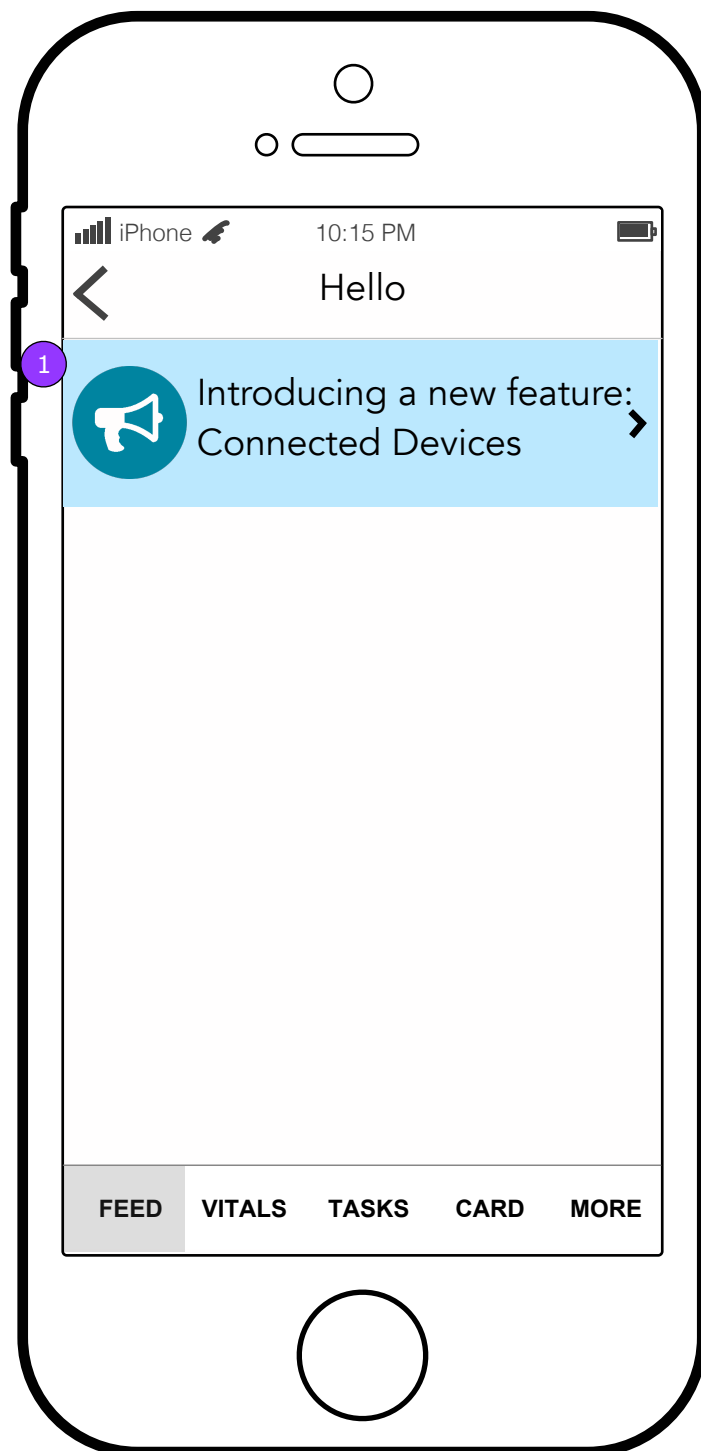 iPhone 10:15 PM
Hello
1
Introducing a new feature:
Connected Devices
FEED VITALS TASKS CARD MORE